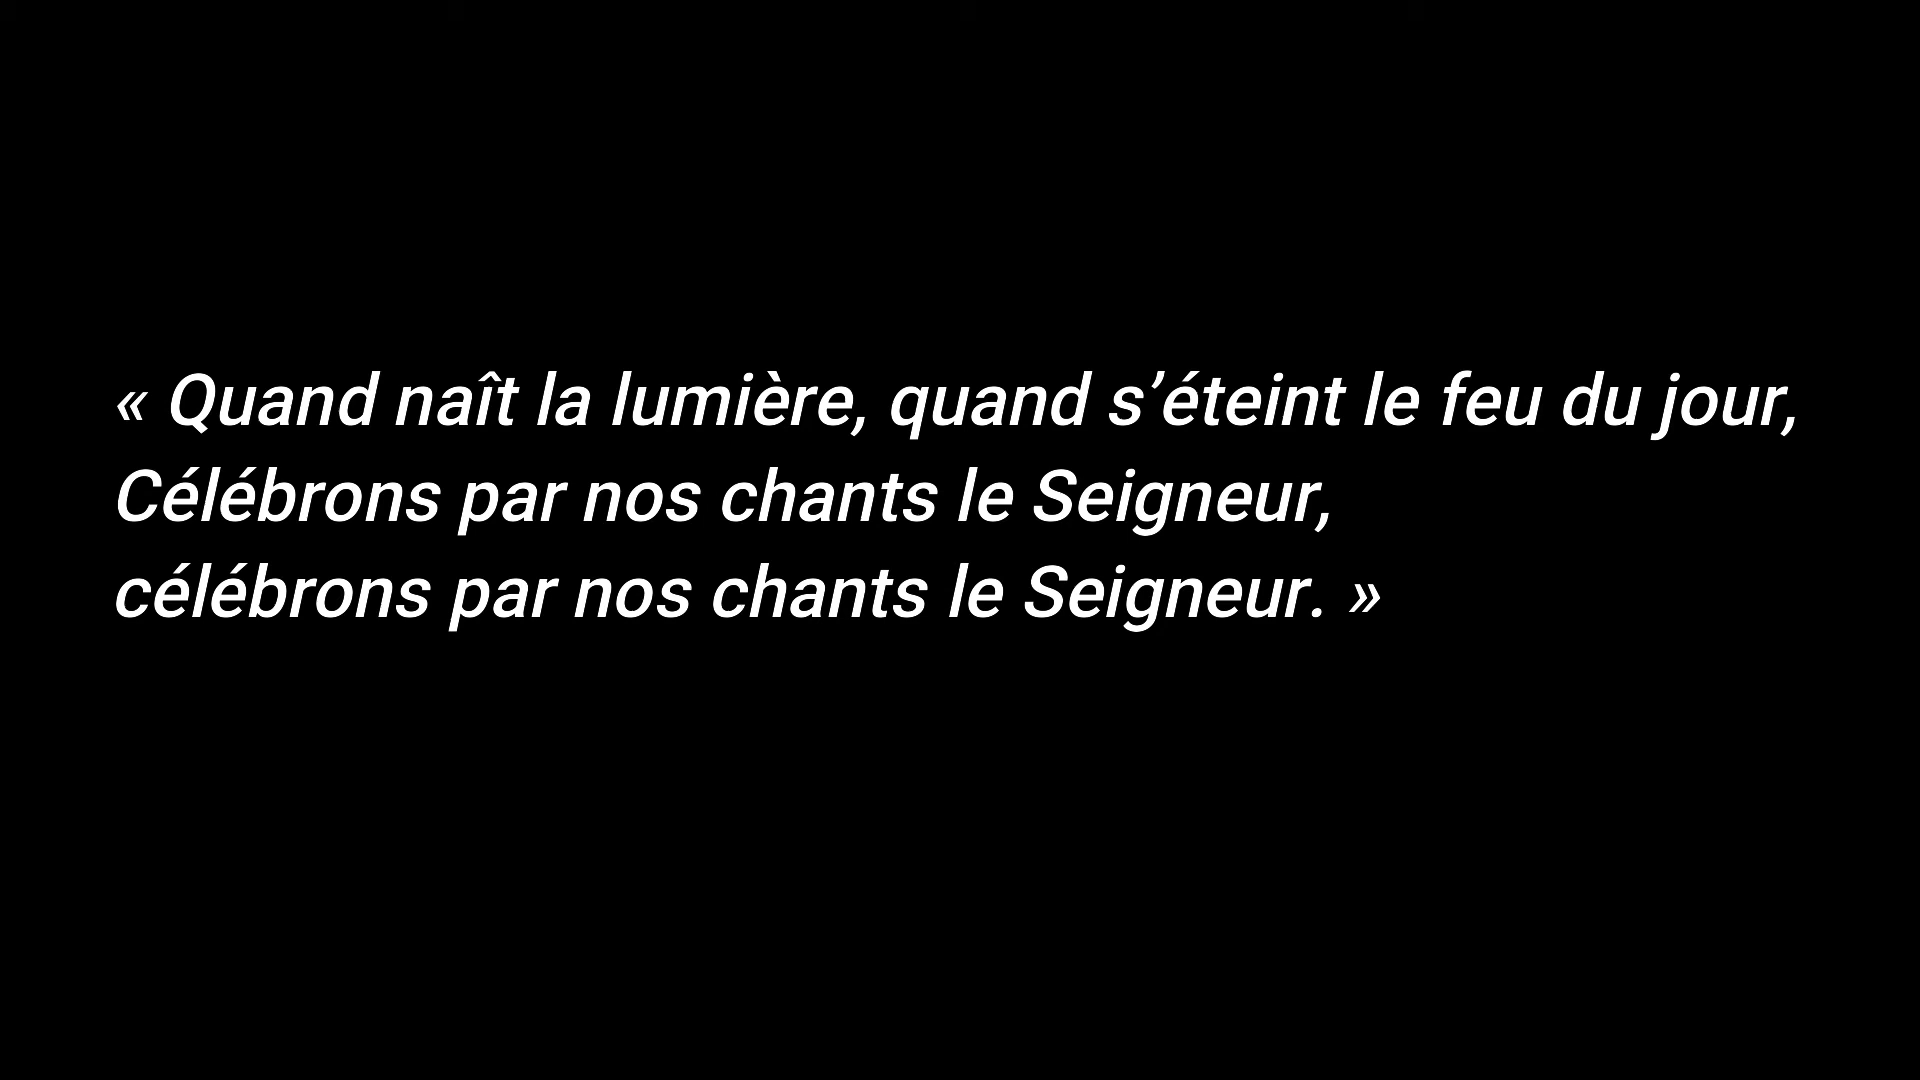 « Quand naît la lumière, quand s’éteint le feu du jour,
Célébrons par nos chants le Seigneur,
célébrons par nos chants le Seigneur. »